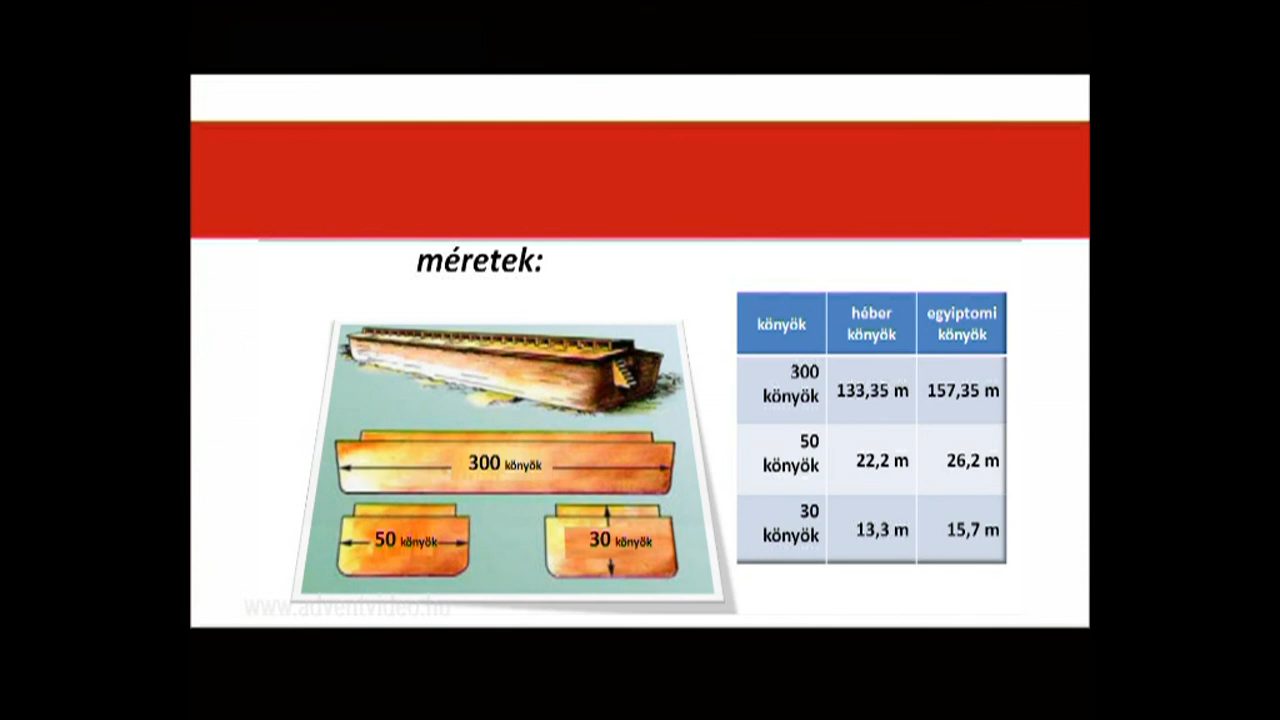 méretek:
300 könyök
50 könyök
30 könyök
könyök
héber
könyök
egyiptomi
könyök
300
könyök
133,35 m
157,35 m
50
könyök
22,2 m
26,2 m
30
könyök
13,3 m
15,7 m
www.adventvideo.hu